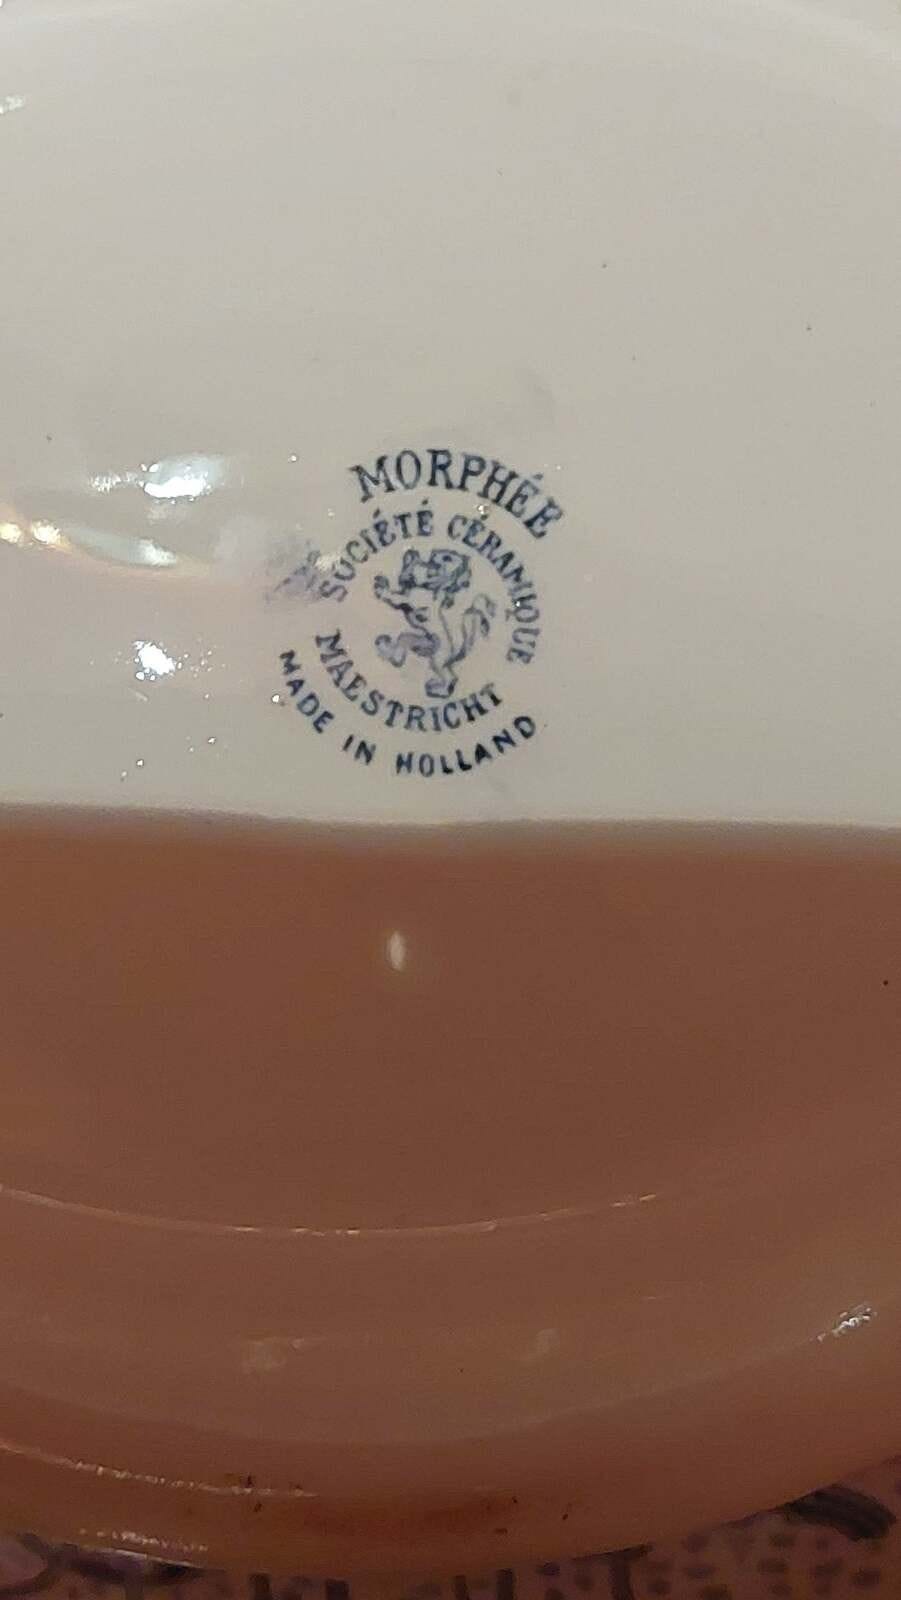 MORPHÉE
SOCIÉTÉ CÉRAMIQUE
MAESTRICHT
MADE IN HOLLAND